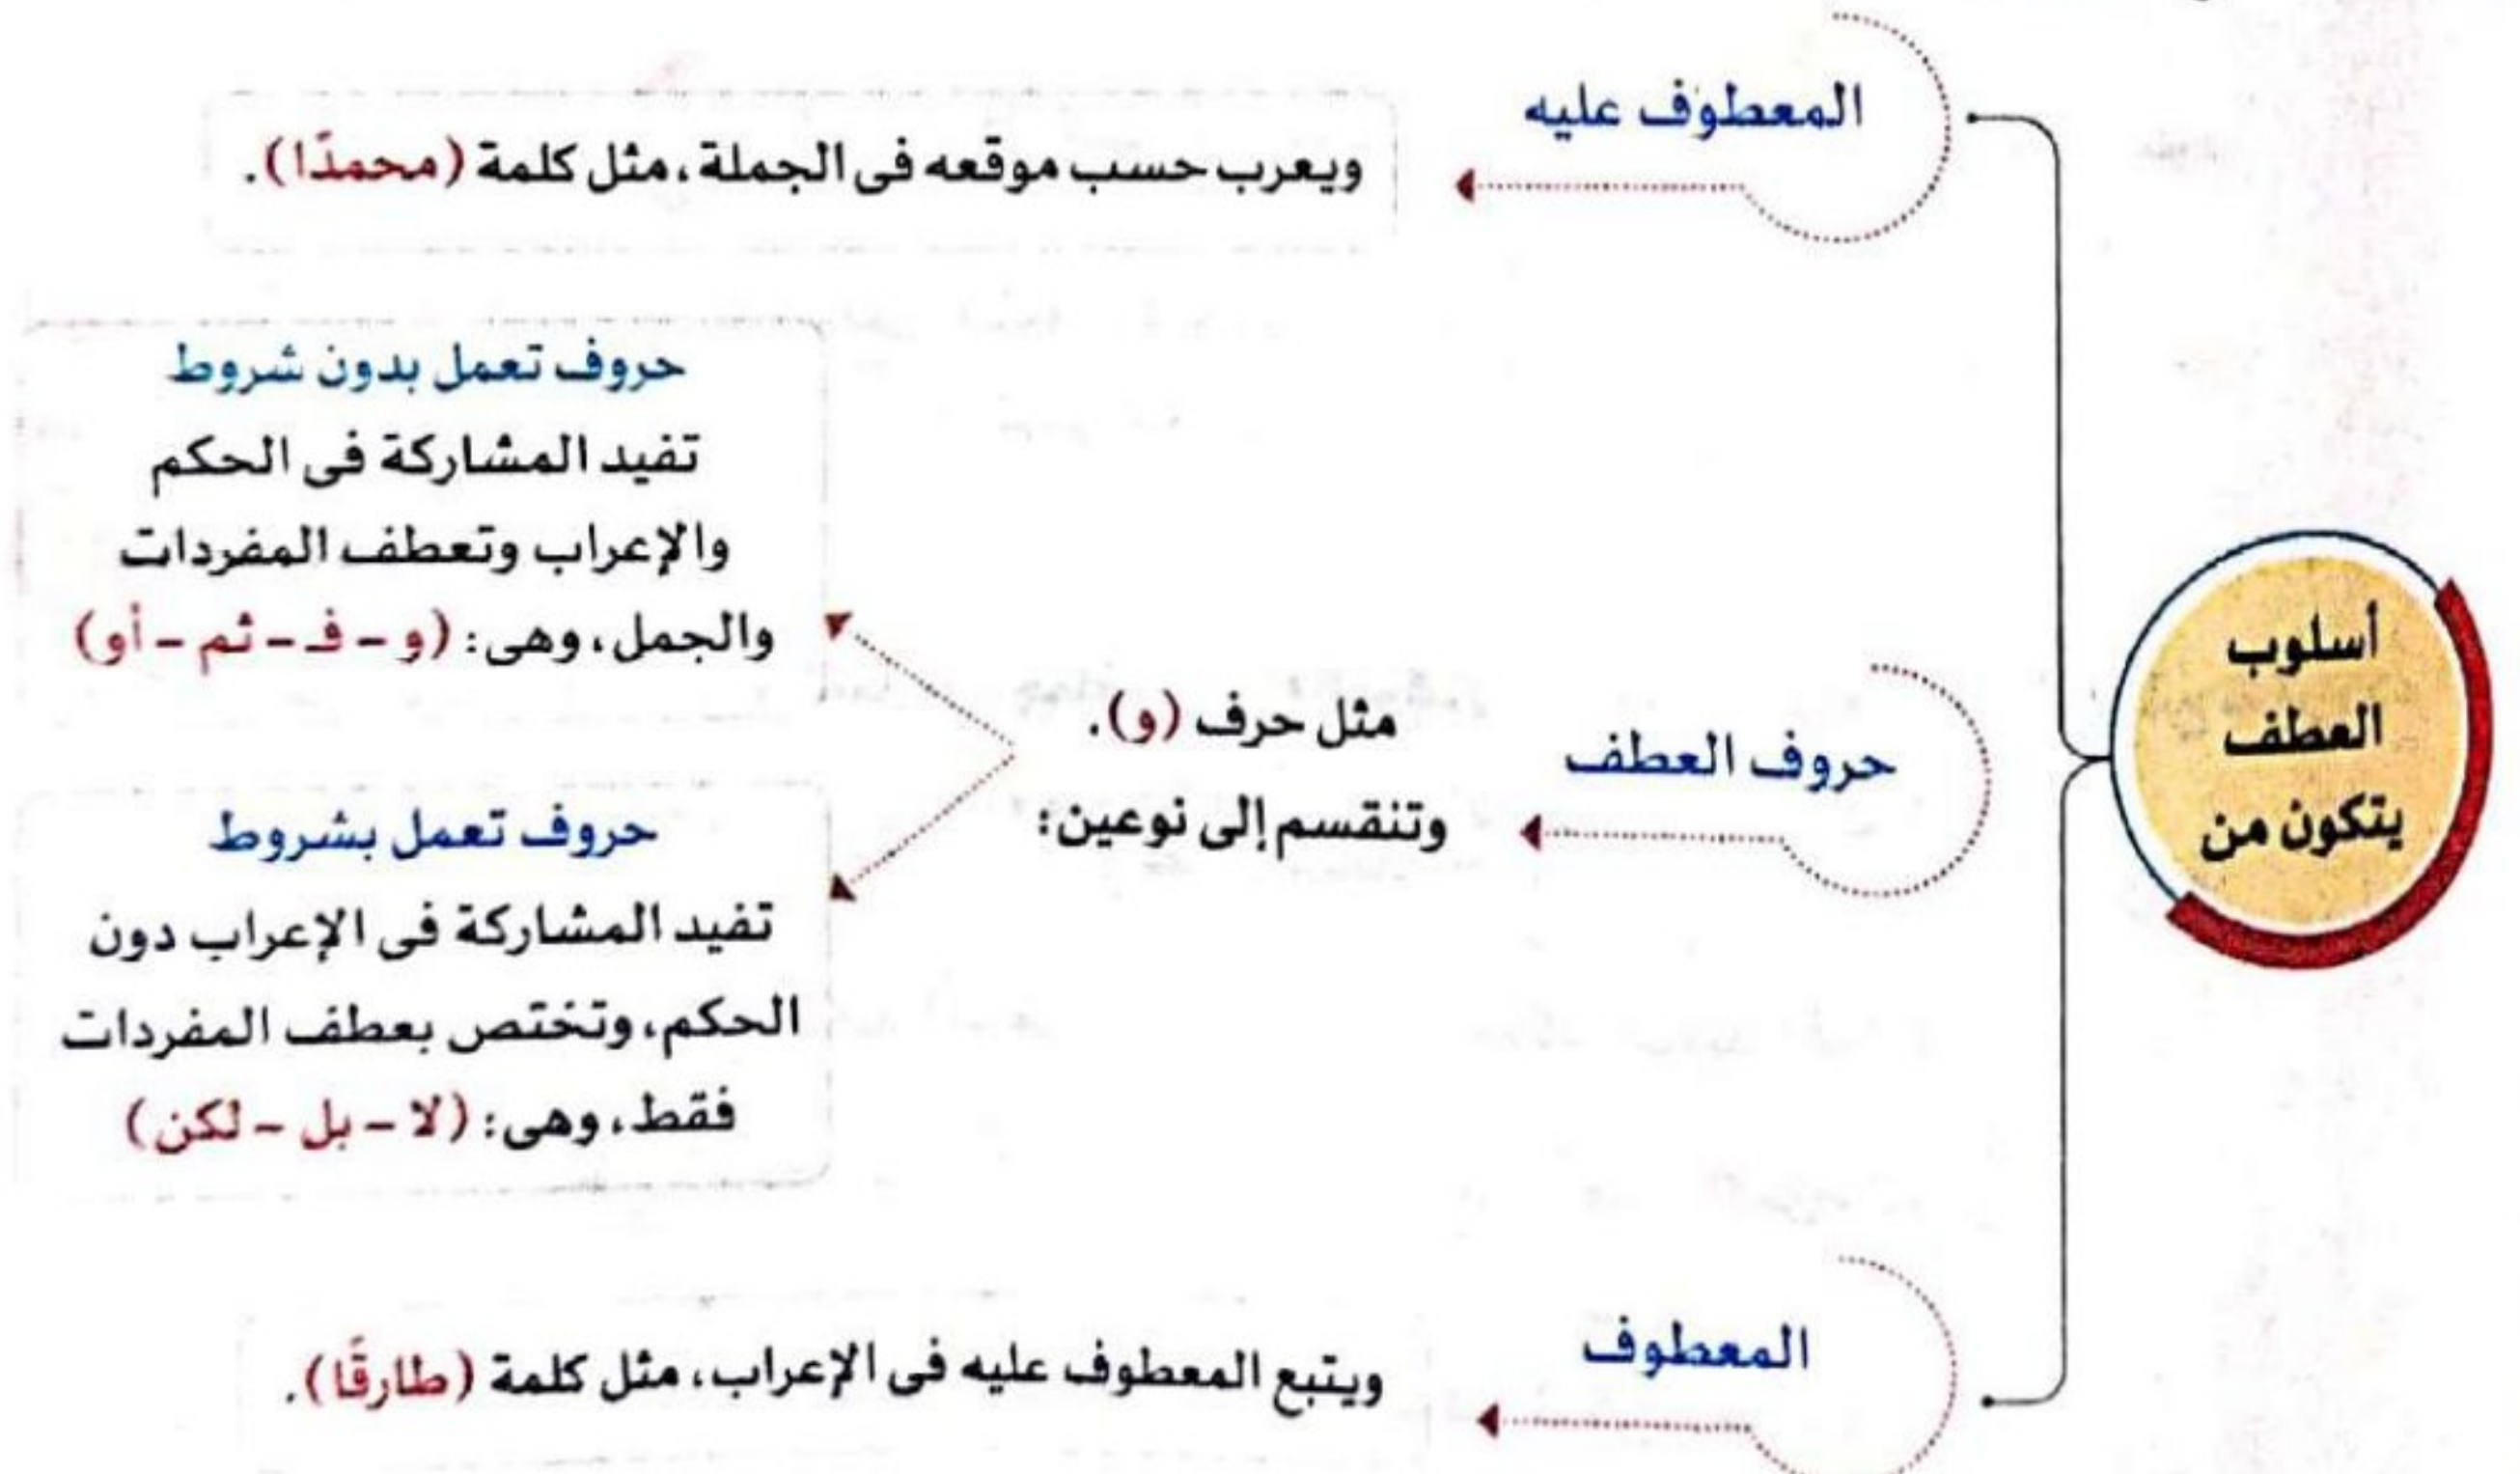 أسلوب
العطف
يتكون من
المعطوف عليه
ويعرب حسب موقعه فى الجملة، مثل كلمة (محمدًا).
حروف العطف
مثل حرف (و).
وتنقسم إلى نوعين:
حروف تعمل بدون شروط
تفيد المشاركة فى الحكم
والإعراب وتعطف المفردات
والجمل، وهى: (و - فـ - ثم - أو)
حروف تعمل بشروط
تفيد المشاركة فى الإعراب دون
الحكم، وتختص بعطف المفردات
فقط، وهى: (لا - بل - لكن)
المعطوف
ويتبع المعطوف عليه فى الإعراب، مثل كلمة (طارقًا).